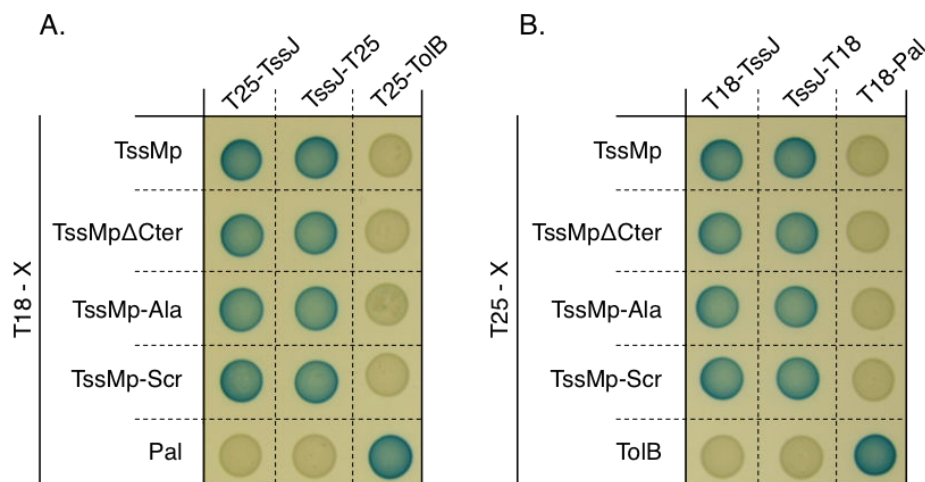 A.
T25-TssJ
TssJ-T25
T25-TolB
T18 - X
TssMp
TssMpΔCter
TssMp-Ala
TssMp-Scr
Pal
B.
T18-TssJ
TssJ-T18
T18-Pal
T25 - X
TssMp
TssMpΔCter
TssMp-Ala
TssMp-Scr
TolB